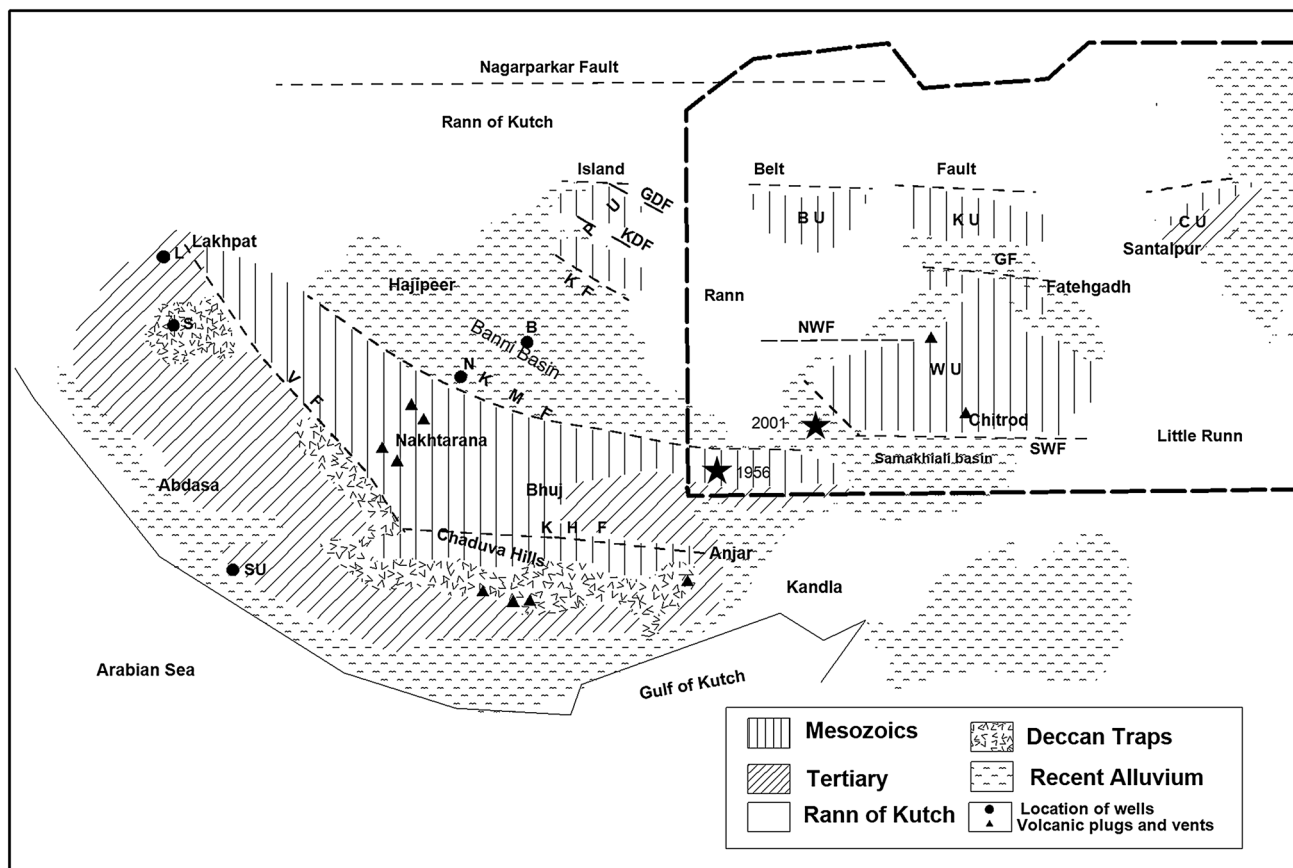 Nagarparkar Fault
Rann of Kutch
Island
Belt
Fault
GDF
P U
KDF
K F
B U
K U
C U
Santalpur
Lakhpat
L
Hajipeer
Rann
GF
Fatehgadh
S
B
Banni Basin
NWF
W U
N
K M F
V F
Nakhtarana
2001
Chitrod
Little Runn
SWF
Samakhiali basin
1956
Abdasa
Bhuj
K H F
Chaduva Hills
Anjar
SU
Kandla
Arabian Sea
Gulf of Kutch
Mesozoics
Deccan Traps
Tertiary
Recent Alluvium
Rann of Kutch
Location of wells
Volcanic plugs and vents